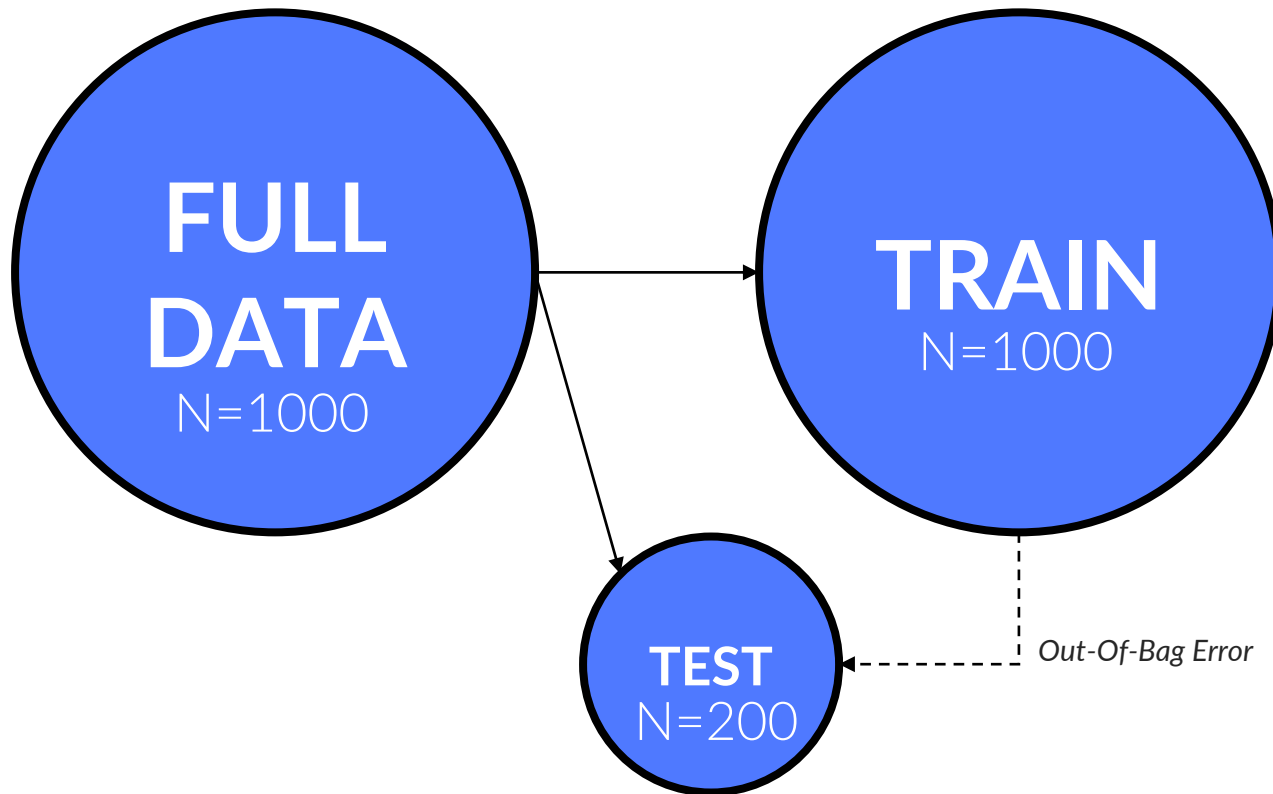 FULL
DATA
N=1000
TRAIN
N=1000
TEST
N=200
Out-Of-Bag Error